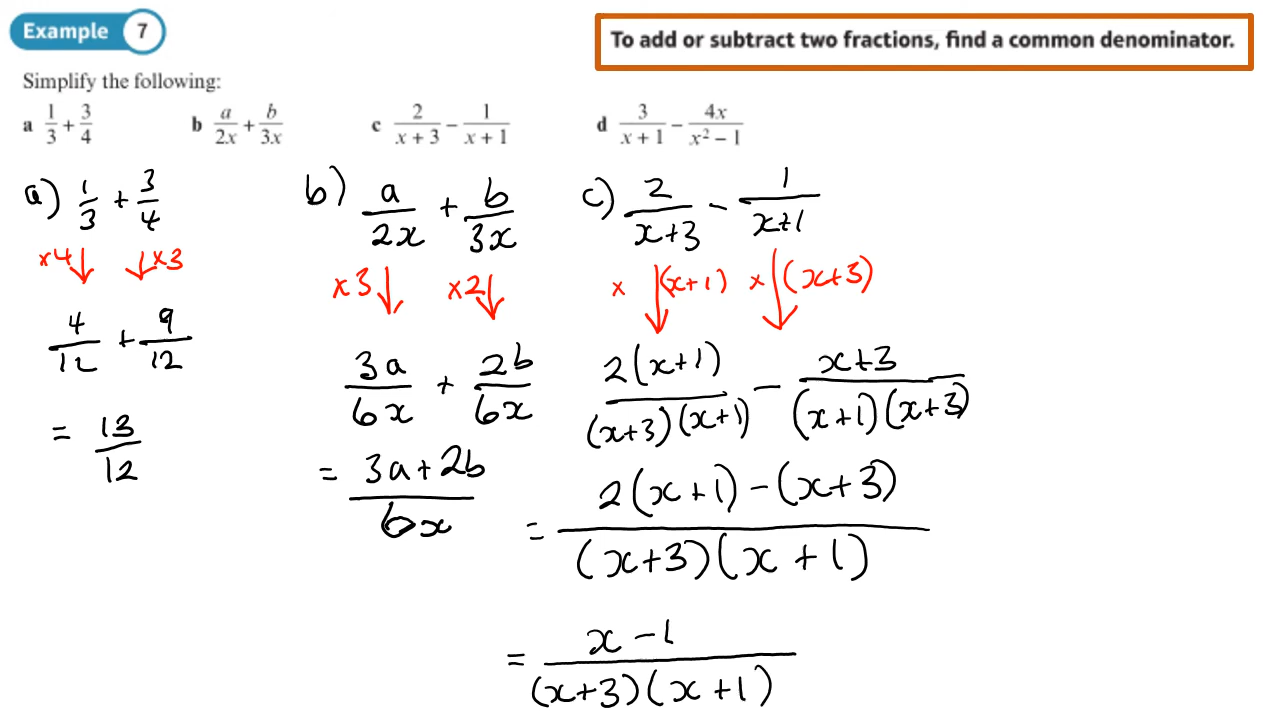 Example 7
To add or subtract two fractions, find a common denominator.
Simplify the following:
a 1/3 + 3/4
b a/2x + b/3x
c 2/(x + 3) − 1/(x + 1)
d 3/(x + 1) − 4x/(x² − 1)
a) 1/3 + 3/4
×4 ×3
4/12 + 9/12
= 13/12
b) a/2x + b/3x
×3 ×2
3a/6x + 2b/6x
= (3a+2b)/6x
c) 2/(x+3) − 1/(x+1)
× (x+1) × (x+3)
2(x+1)/(x+3)(x+1) − x+3/(x+1)(x+3)
= 2(x+1)−(x+3)/(x+3)(x+1)
= x−1/(x+3)(x+1)